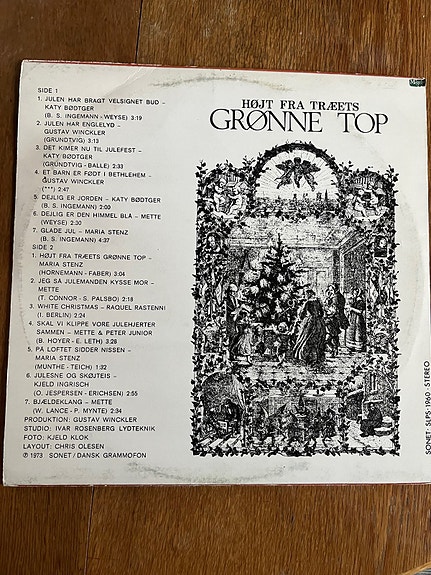 SIDE 1
1. JULEN HAR BRAGT VELSIGNET BUD –
KATY BØDTGER
(B. S. INGEMANN - WEYSE) 3:19
2. JULEN HAR ENGLELYD –
GUSTAV WINCKLER
(GRUNDTVIG) 3:13
3. DET KIMER NU TIL JULEFEST –
KATY BØDTGER
(GRUNDTVIG - BALLE) 2:33
4. ET BARN ER FØDT I BETHLEHEM –
GUSTAV WINCKLER
(***) 2:47
5. DEJLIG ER JORDEN – KATY BØDTGER
(B. S. INGEMANN) 2:00
6. DEJLIG ER DEN HIMMEL BLÅ – METTE
(WEYSE) 2:30
7. GLADE JUL – MARIA STENZ
(B. S. INGEMANN) 4:37
SIDE 2
1. HØJT FRA TRÆETS GRØNNE TOP –
MARIA STENZ
(HORNEMANN - FABER) 3:04
2. JEG SÅ JULEMANDEN KYSSE MOR –
METTE
(T. CONNOR - S. PALSBO) 2:18
3. WHITE CHRISTMAS – RAQUEL RASTENNI
(I. BERLIN) 2:24
4. SKAL VI KLIPPE VORE JULEHJERTER
SAMMEN – METTE & PETER JUNIOR
(B. HOYER - E. LETH) 3:28
5. PÅ LOFTET SIDDER NISSEN –
MARIA STENZ
(MUNTHE - TEICH) 1:32
6. JULESNE OG SKØJTEIS –
KJELD INGRISCH
(O. JESPERSEN - ERICHSEN) 2:55
7. BJÆLDEKLANG – METTE
(W. LANCE - P. MYNTE) 2:34
PRODUKTION: GUSTAV WINCKLER
STUDIO: IVAR ROSENBERG LYDTEKNIK
FOTO: KJELD KLOK
LAYOUT: CHRIS OLESEN
℗ 1973 SONET / DANSK GRAMMOFON
HØJT FRA TRÆETS
GRØNNE TOP
SONET: SLPS: 1060 - STEREO